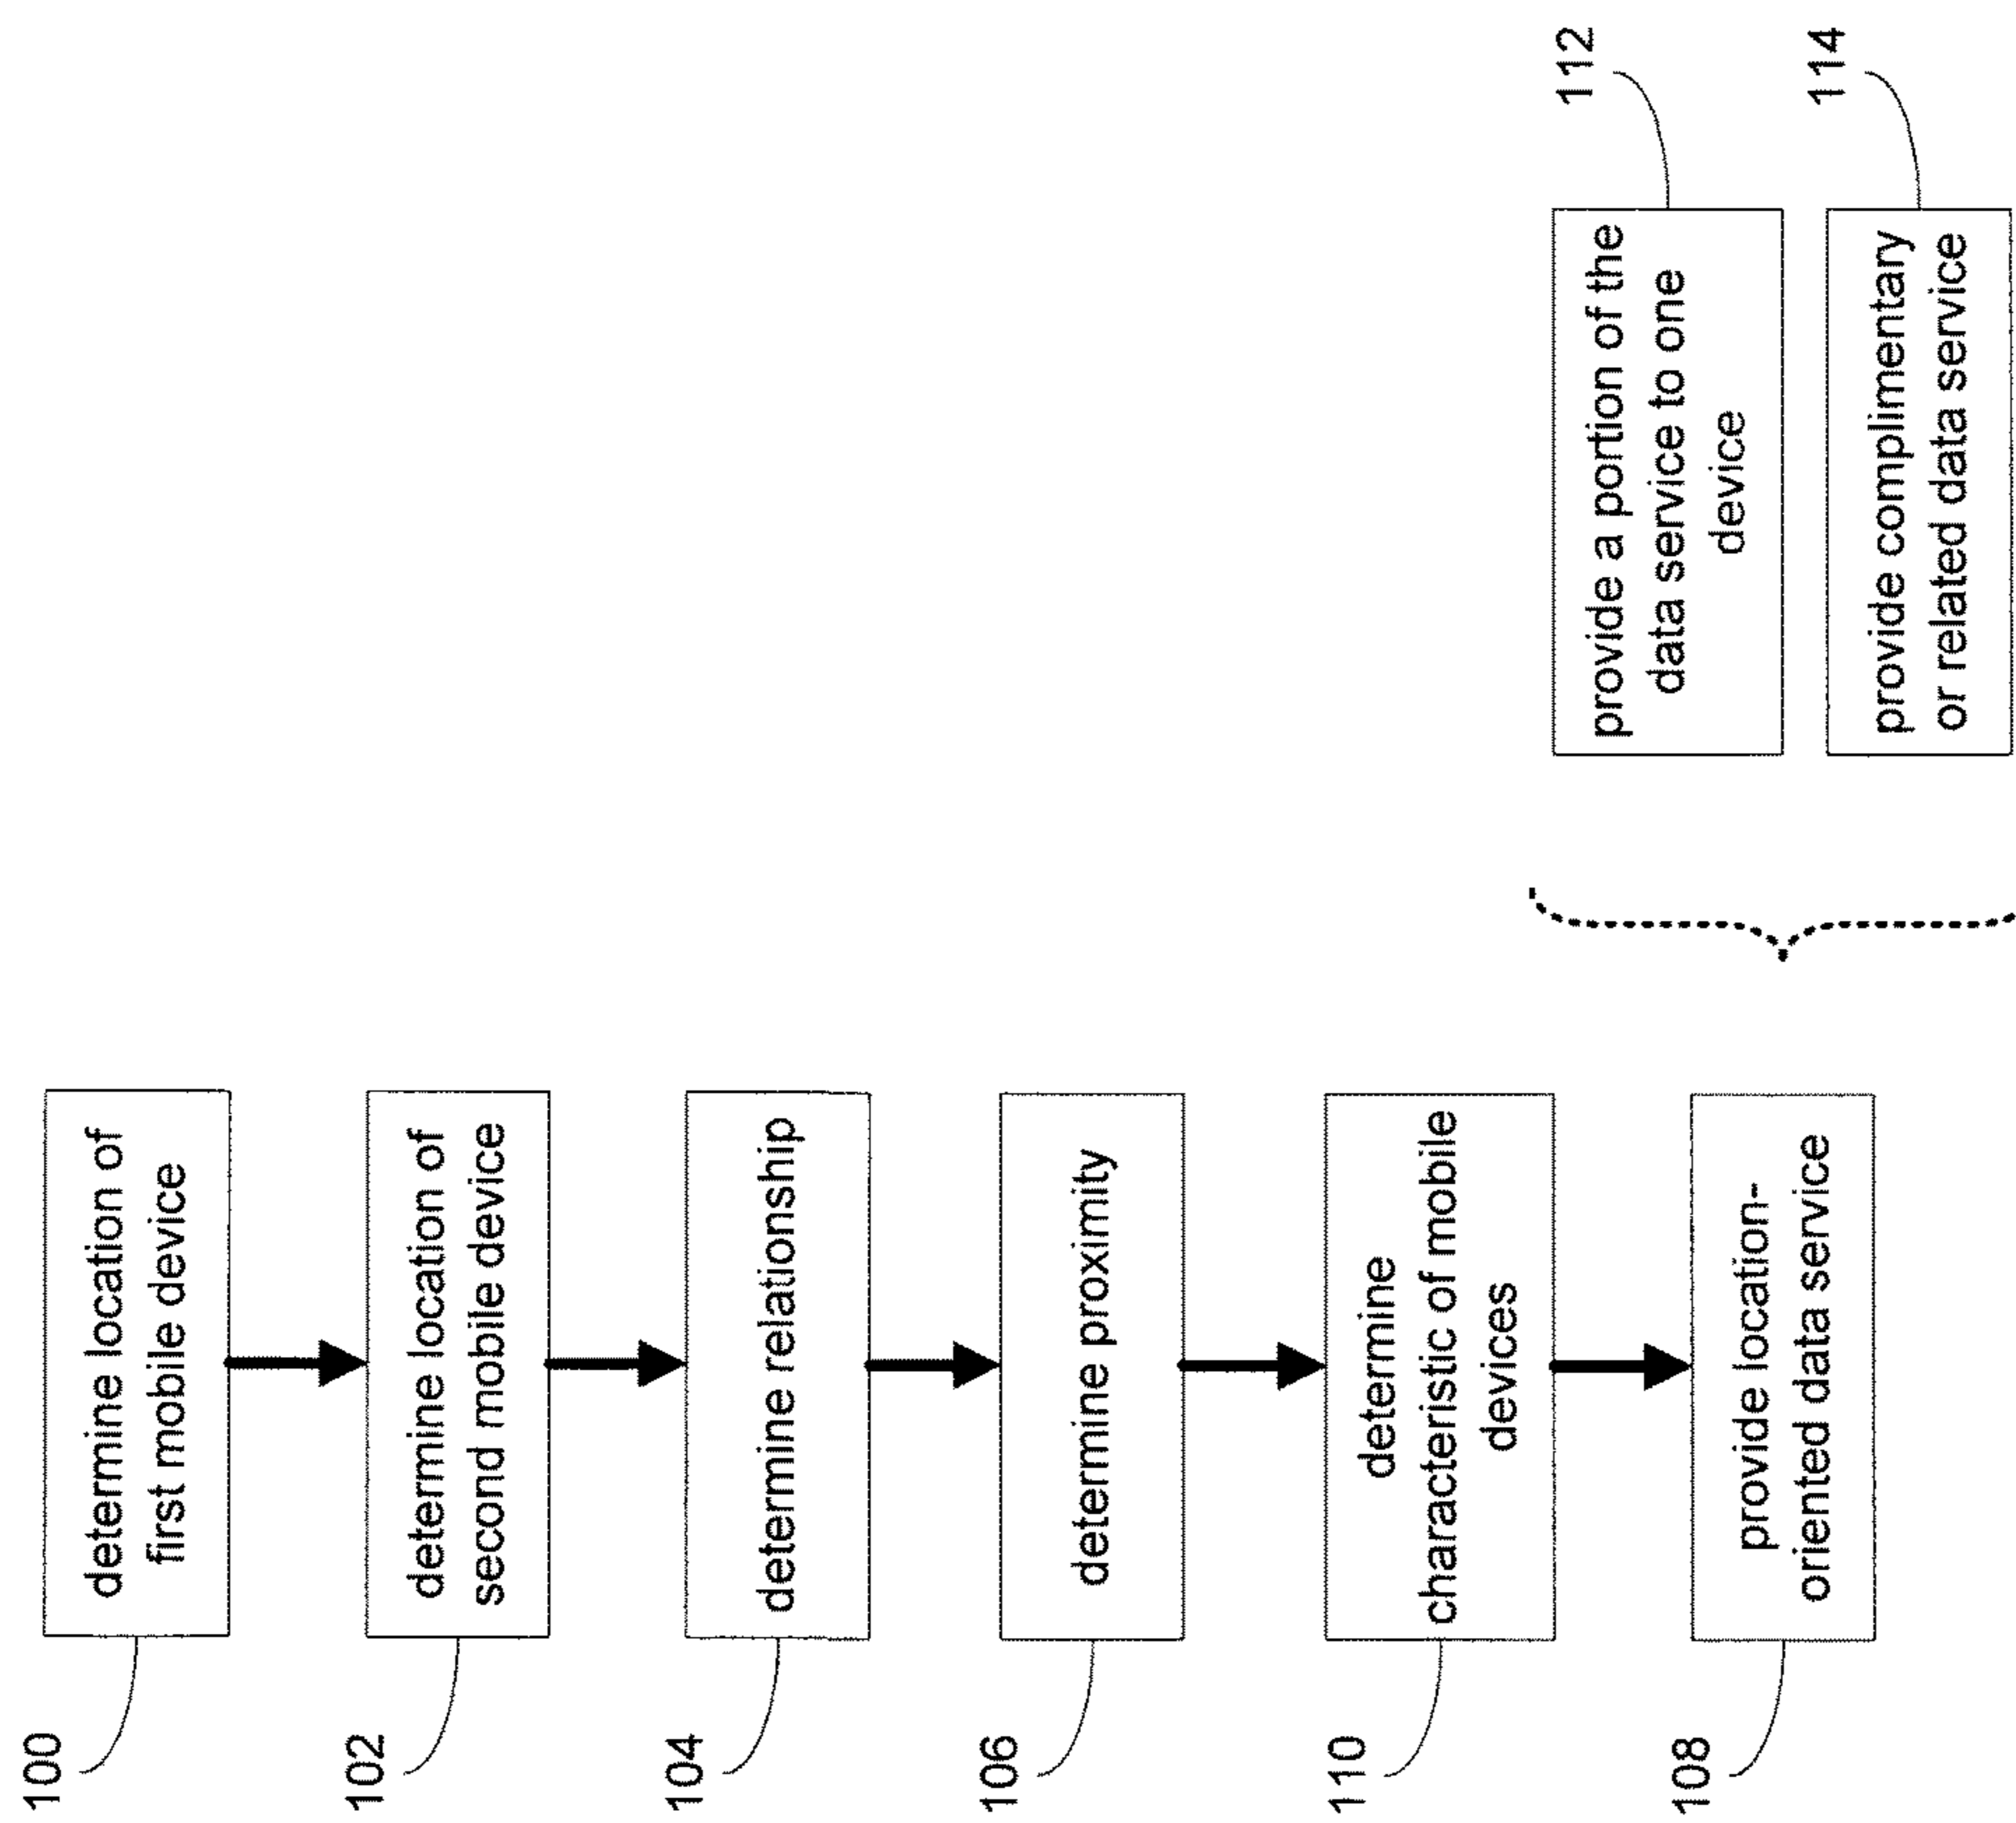 100
determine location of
first mobile device
102
determine location of
second mobile device
104
determine relationship
106
determine proximity
110
determine
characteristic of mobile
devices
108
provide location-
oriented data service
112
provide a portion of the
data service to one
device
114
provide complimentary
or related data service